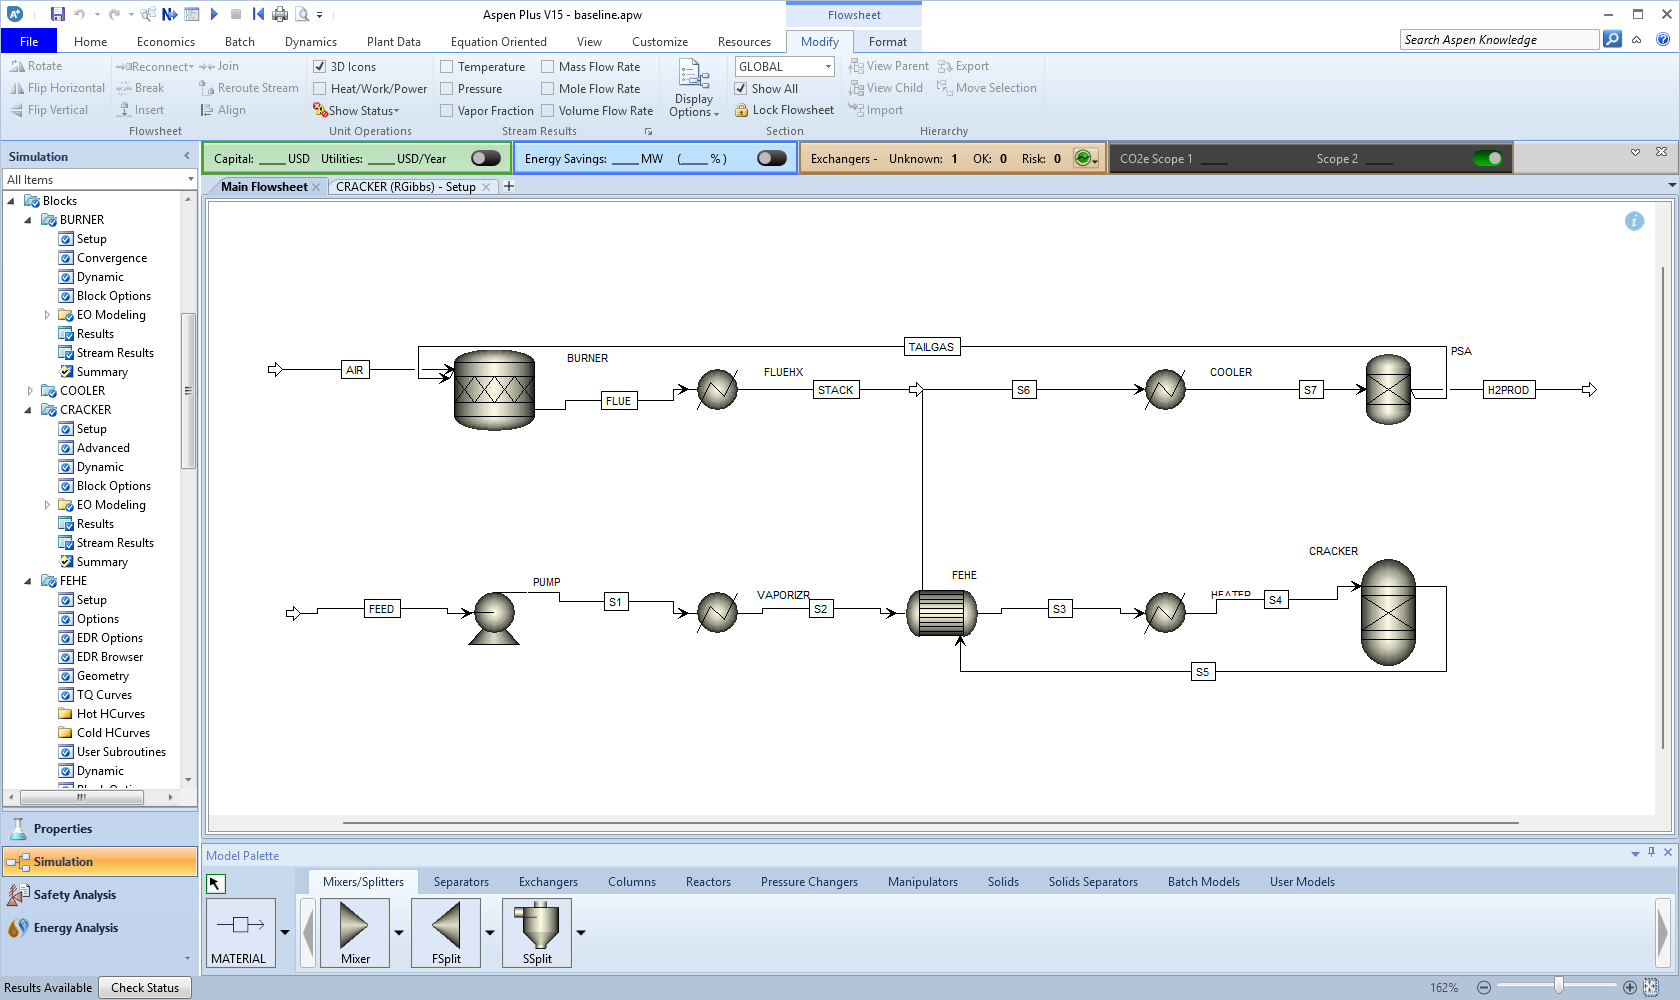 Aspen Plus V15 - baseline.apw
Flowsheet
File
Home
Economics
Batch
Dynamics
Plant Data
Equation Oriented
View
Customize
Resources
Modify
Format
Search Aspen Knowledge
Rotate
Flip Horizontal
Flip Vertical
Reconnect
Break
Insert
Join
Reroute Stream
Align
Flowsheet
3D Icons
Heat/Work/Power
Show Status
Unit Operations
Temperature
Pressure
Vapor Fraction
Mass Flow Rate
Mole Flow Rate
Volume Flow Rate
Stream Results
Display
Options
GLOBAL
Show All
Lock Flowsheet
Section
View Parent
View Child
Import
Export
Move Selection
Hierarchy
Simulation
All Items
Capital: ____ USD Utilities: ____ USD/Year
Energy Savings: ____ MW (____ %)
Exchangers - Unknown: 1 OK: 0 Risk: 0
CO2e Scope 1 ____ Scope 2 ____
Main Flowsheet
CRACKER (RGibbs) - Setup
Blocks
BURNER
Setup
Convergence
Dynamic
Block Options
EO Modeling
Results
Stream Results
Summary
COOLER
CRACKER
Setup
Advanced
Dynamic
Block Options
EO Modeling
Results
Stream Results
Summary
FEHE
Setup
Options
EDR Options
EDR Browser
Geometry
TQ Curves
Hot HCurves
Cold HCurves
User Subroutines
Dynamic
Properties
Simulation
Safety Analysis
Energy Analysis
TAILGAS
AIR
BURNER
FLUE
FLUEHX
STACK
S6
COOLER
S7
PSA
H2PROD
FEED
PUMP
S1
VAPORIZR
S2
FEHE
S3
HEATER
S4
CRACKER
S5
Model Palette
Mixers/Splitters
Separators
Exchangers
Columns
Reactors
Pressure Changers
Manipulators
Solids
Solids Separators
Batch Models
User Models
MATERIAL
Mixer
FSplit
SSplit
Results Available
Check Status
162%